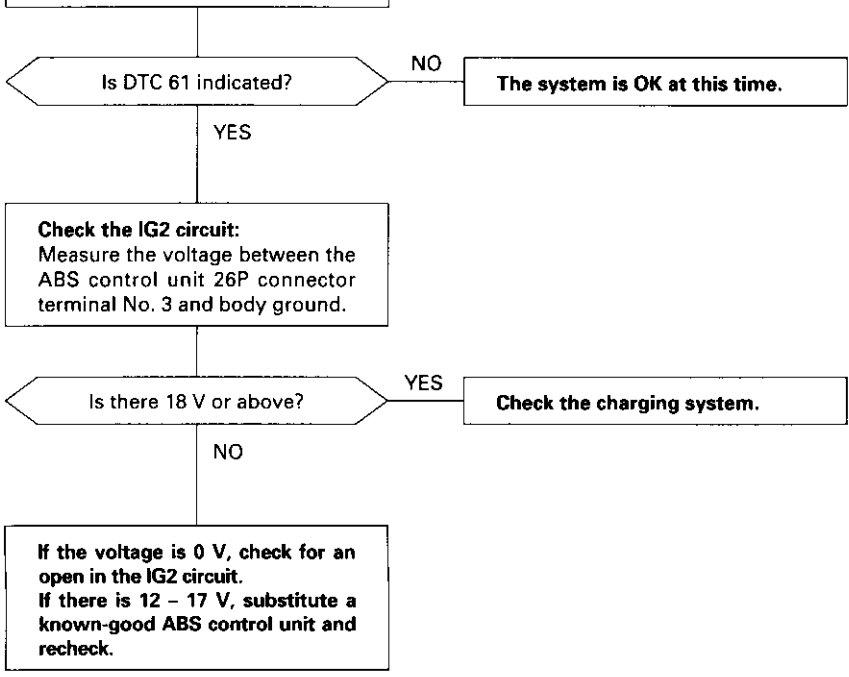 Is DTC 61 indicated?
NO
The system is OK at this time.
YES
Check the IG2 circuit:
Measure the voltage between the
ABS control unit 26P connector
terminal No. 3 and body ground.
Is there 18 V or above?
YES
Check the charging system.
NO
If the voltage is 0 V, check for an
open in the IG2 circuit.
If there is 12 – 17 V, substitute a
known-good ABS control unit and
recheck.